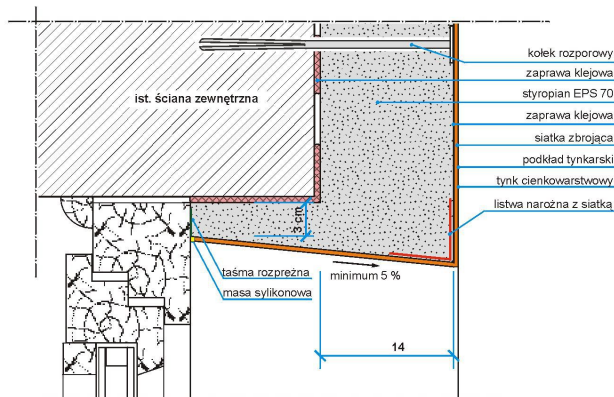 kołek rozporowy
zaprawa klejowa
ist. ściana zewnętrzna
styropian EPS 70
zaprawa klejowa
siatka zbrojąca
podkład tynkarski
tynk cienkowarstwowy
listwa narożna z siatką
3 cm
taśma rozprężna
minimum 5 %
masa sylikonowa
14